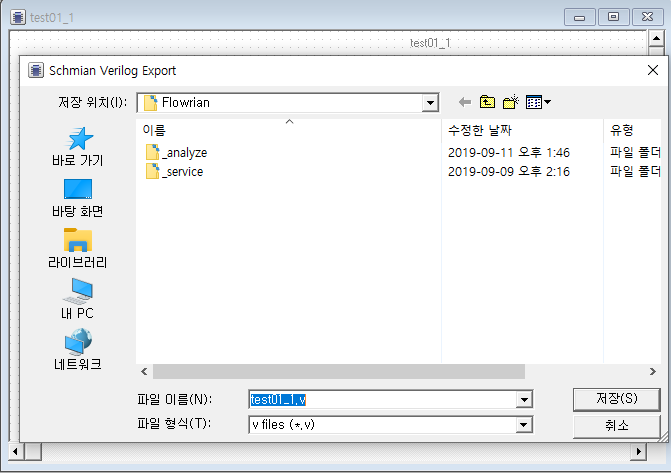 test01_1
test01_1
Schmian Verilog Export
저장 위치(I): Flowrian
이름 수정한 날짜 유형
_analyze 2019-09-11 오후 1:46 파일 폴더
_service 2019-09-09 오후 2:16 파일 폴더
바로 가기
바탕 화면
라이브러리
내 PC
네트워크
파일 이름(N): test01_1.v
저장(S)
파일 형식(T): v files (*.v)
취소